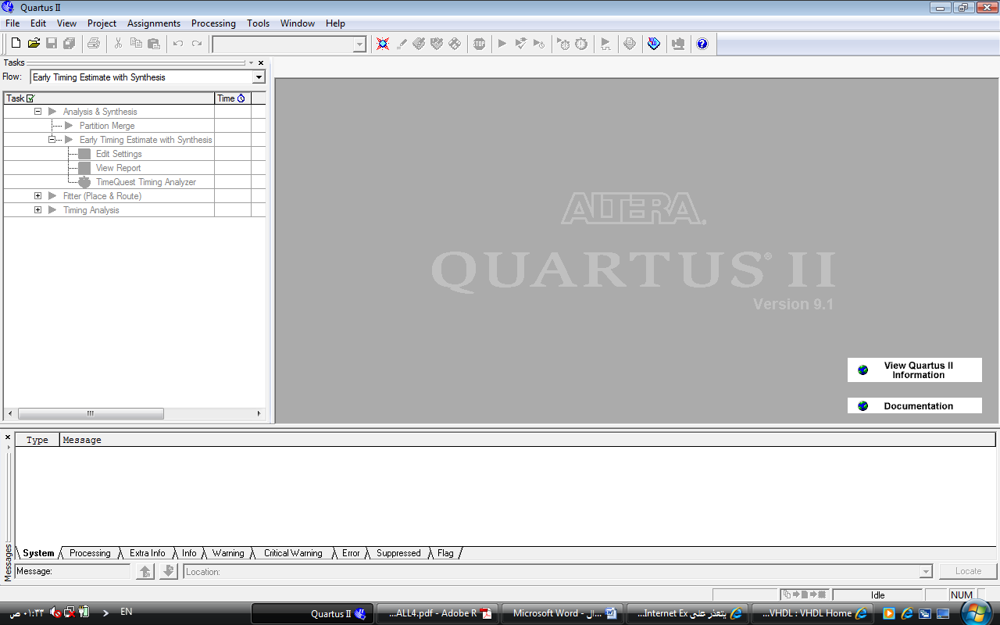 Quartus II
File Edit View Project Assignments Processing Tools Window Help
STOP
Tasks
Flow: Early Timing Estimate with Synthesis
Task Time
Analysis & Synthesis
Partition Merge
Early Timing Estimate with Synthesis
Edit Settings
View Report
TimeQuest Timing Analyzer
Fitter (Place & Route)
Timing Analysis
ALTERA®
QUARTUS® II
Version 9.1
View Quartus II
Information
Documentation
Type Message
System Processing Extra Info Info Warning Critical Warning Error Suppressed Flag
Messages
Message: Location: Locate
Idle NUM
ص ٠١:٣٣ EN Quartus II ...ALL4.pdf - Adobe R Microsoft Word - ال... ...Internet Ex يتعذر على ...VHDL : VHDL Home